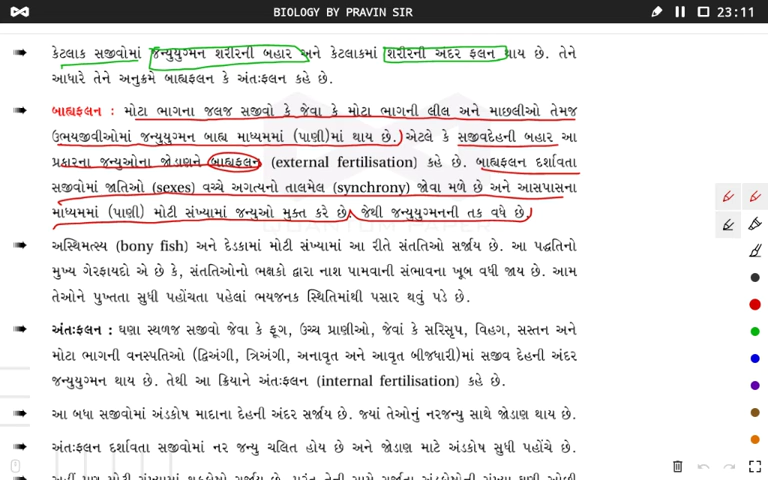 BIOLOGY BY PRAVIN SIR
23:11
કેટલાક સજીવોમાં જન્યુયુગ્મન શરીરની બહાર અને કેટલાકમાં શરીરની અંદર ફલન થાય છે. તેને
આધારે તેને અનુક્રમે બાહ્યફલન કે અંતઃફલન કહે છે.
બાહ્યફલન : મોટા ભાગના જલજ સજીવો કે જેવા કે મોટા ભાગની લીલ અને માછલીઓ તેમજ
ઉભયજીવીઓમાં જન્યુયુગ્મન બાહ્ય માધ્યમમાં (પાણી)માં થાય છે. એટલે કે સજીવદેહની બહાર આ
પ્રકારના જન્યુઓના જોડાણને બાહ્યફલન (external fertilisation) કહે છે. બાહ્યફલન દર્શાવતા
સજીવોમાં જાતિઓ (sexes) વચ્ચે અગત્યનો તાલમેલ (synchrony) જોવા મળે છે અને આસપાસના
માધ્યમમાં (પાણી) મોટી સંખ્યામાં જન્યુઓ મુક્ત કરે છે, જેથી જન્યુયુગ્મનની તક વધે છે.
QUANTUM PAPER
અસ્થિમત્સ્ય (bony fish) અને દેડકામાં મોટી સંખ્યામાં આ રીતે સંતતિઓ સર્જાય છે. આ પદ્ધતિનો
મુખ્ય ગેરફાયદો એ છે કે, સંતતિઓનો ભક્ષકો દ્વારા નાશ પામવાની સંભાવના ખૂબ વધી જાય છે. આમ
તેઓને પુખ્તતા સુધી પહોંચતા પહેલાં ભયજનક સ્થિતિમાંથી પસાર થવું પડે છે.
અંતઃફલન : ઘણા સ્થળજ સજીવો જેવા કે ફૂગ, ઉચ્ચ પ્રાણીઓ, જેવાં કે સરિસૃપ, વિહગ, સસ્તન અને
મોટા ભાગની વનસ્પતિઓ (દ્વિઅંગી, ત્રિઅંગી, અનાવૃત અને આવૃત બીજધારી)માં સજીવ દેહની અંદર
જન્યુયુગ્મન થાય છે. તેથી આ ક્રિયાને અંતઃફલન (internal fertilisation) કહે છે.
આ બધા સજીવોમાં અંડકોષ માદાના દેહની અંદર સર્જાય છે. જ્યાં તેઓનું નરજન્યુ સાથે જોડાણ થાય છે.
અંતઃફલન દર્શાવતા સજીવોમાં નર જન્યુ ચલિત હોય છે અને જોડાણ માટે અંડકોષ સુધી પહોંચે છે.